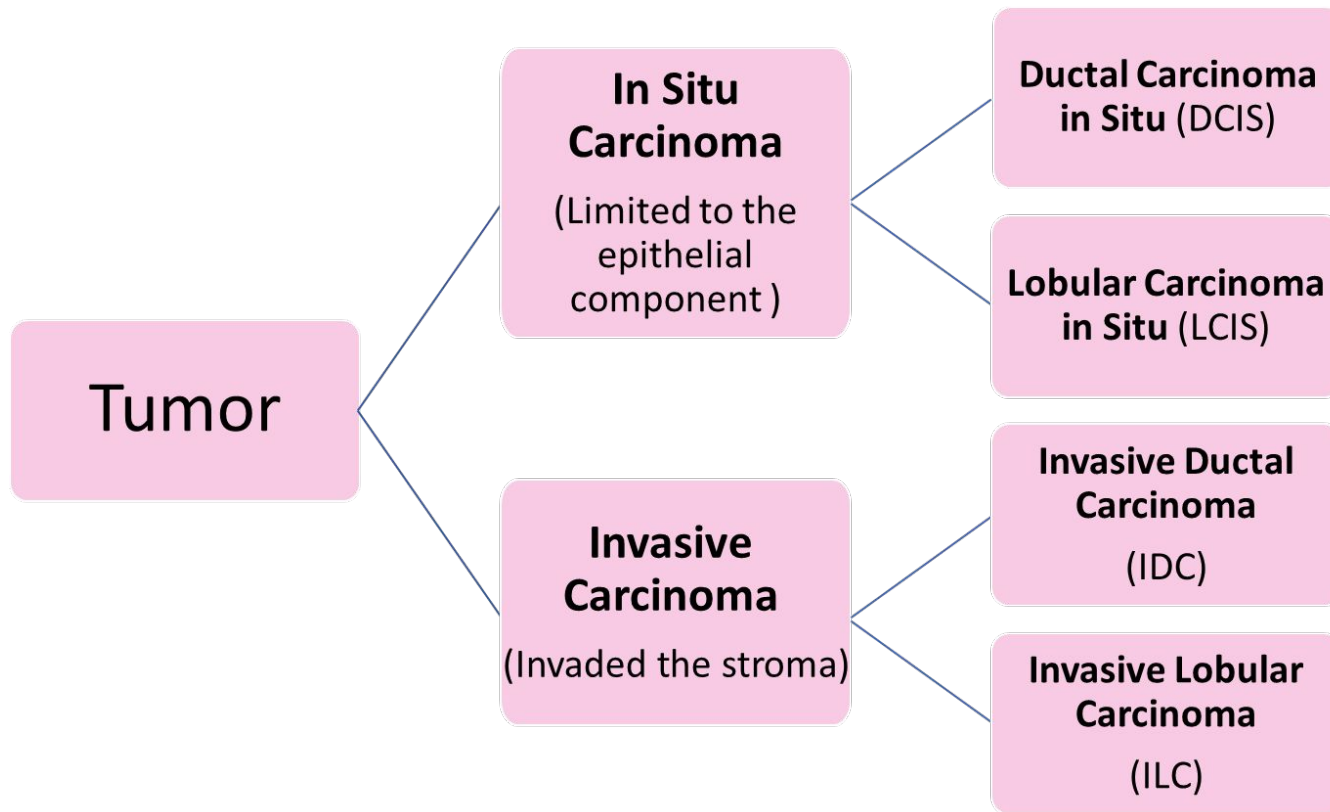 Tumor
In Situ
Carcinoma
(Limited to the
epithelial
component )
Ductal Carcinoma
in Situ (DCIS)
Lobular Carcinoma
in Situ (LCIS)
Invasive
Carcinoma
(Invaded the stroma)
Invasive Ductal
Carcinoma
(IDC)
Invasive Lobular
Carcinoma
(ILC)